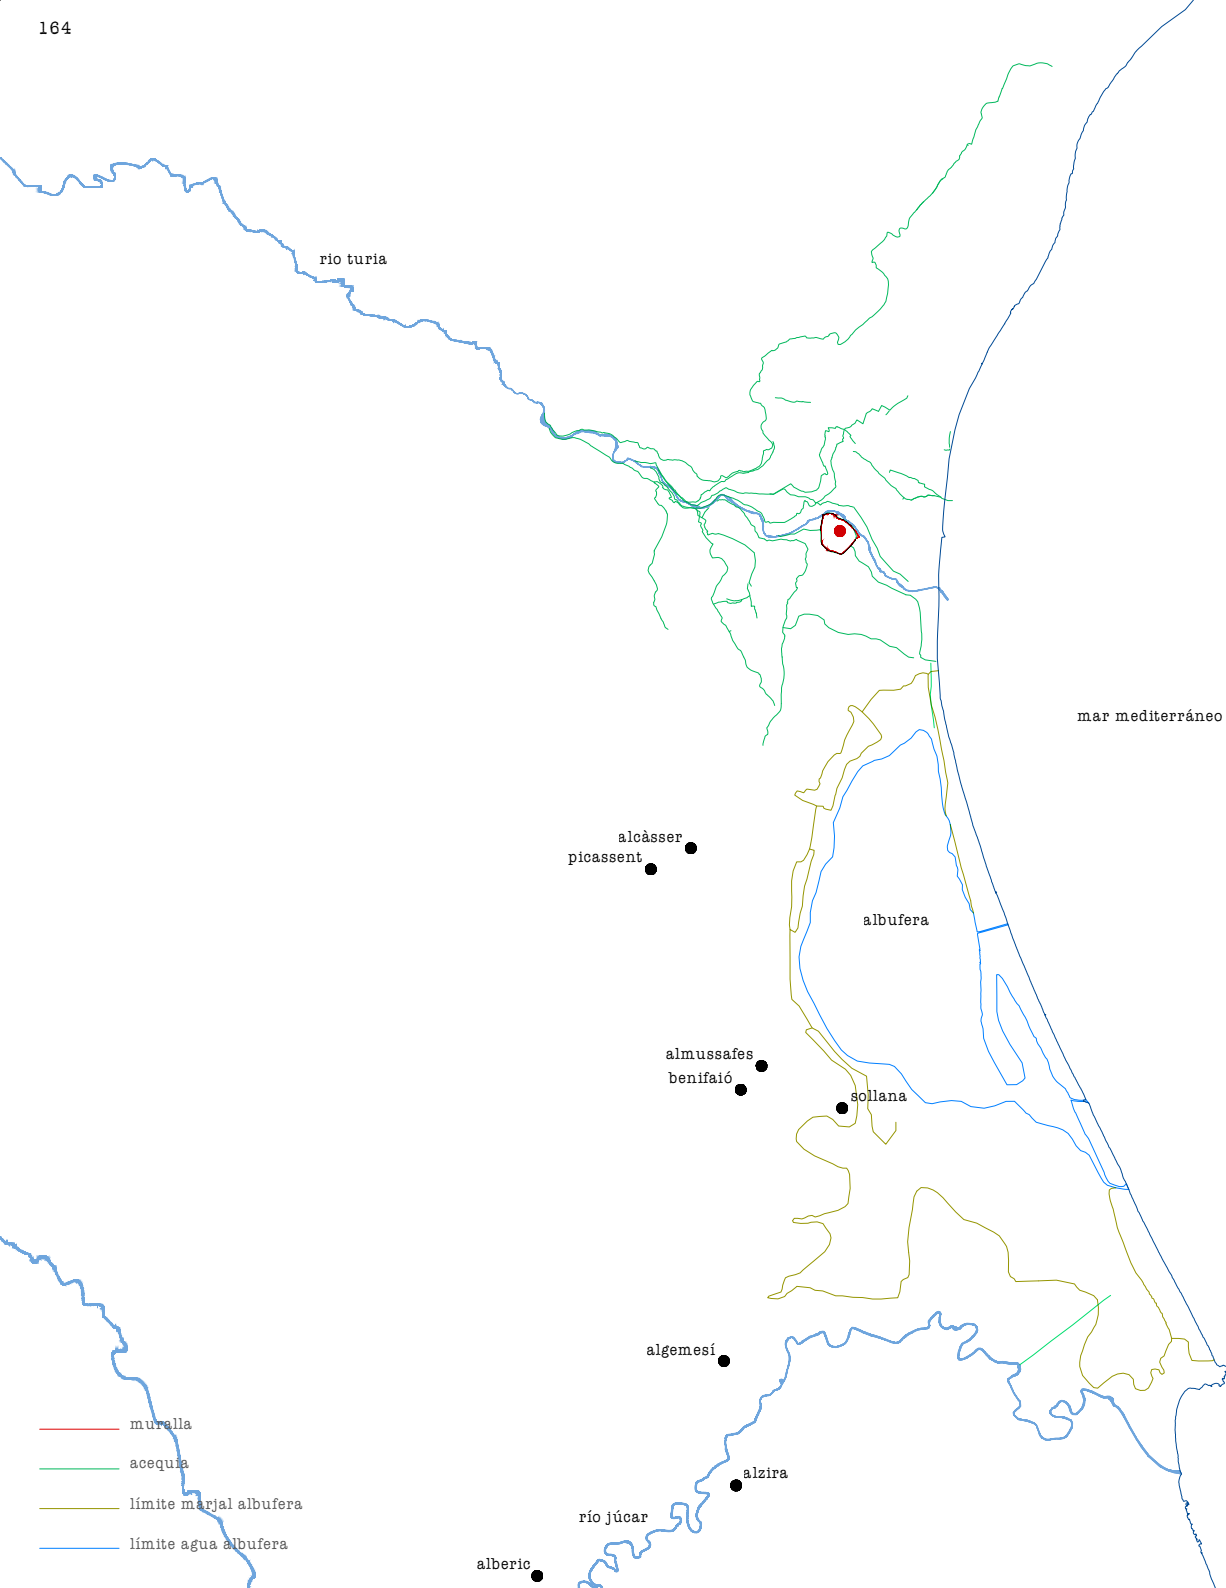 164
rio turia
mar mediterráneo
alcàsser
picassent
albufera
almussafes
benifaió
sollana
algemesí
muralla
acequia
alzira
límite marjal albufera
río júcar
límite agua albufera
alberic